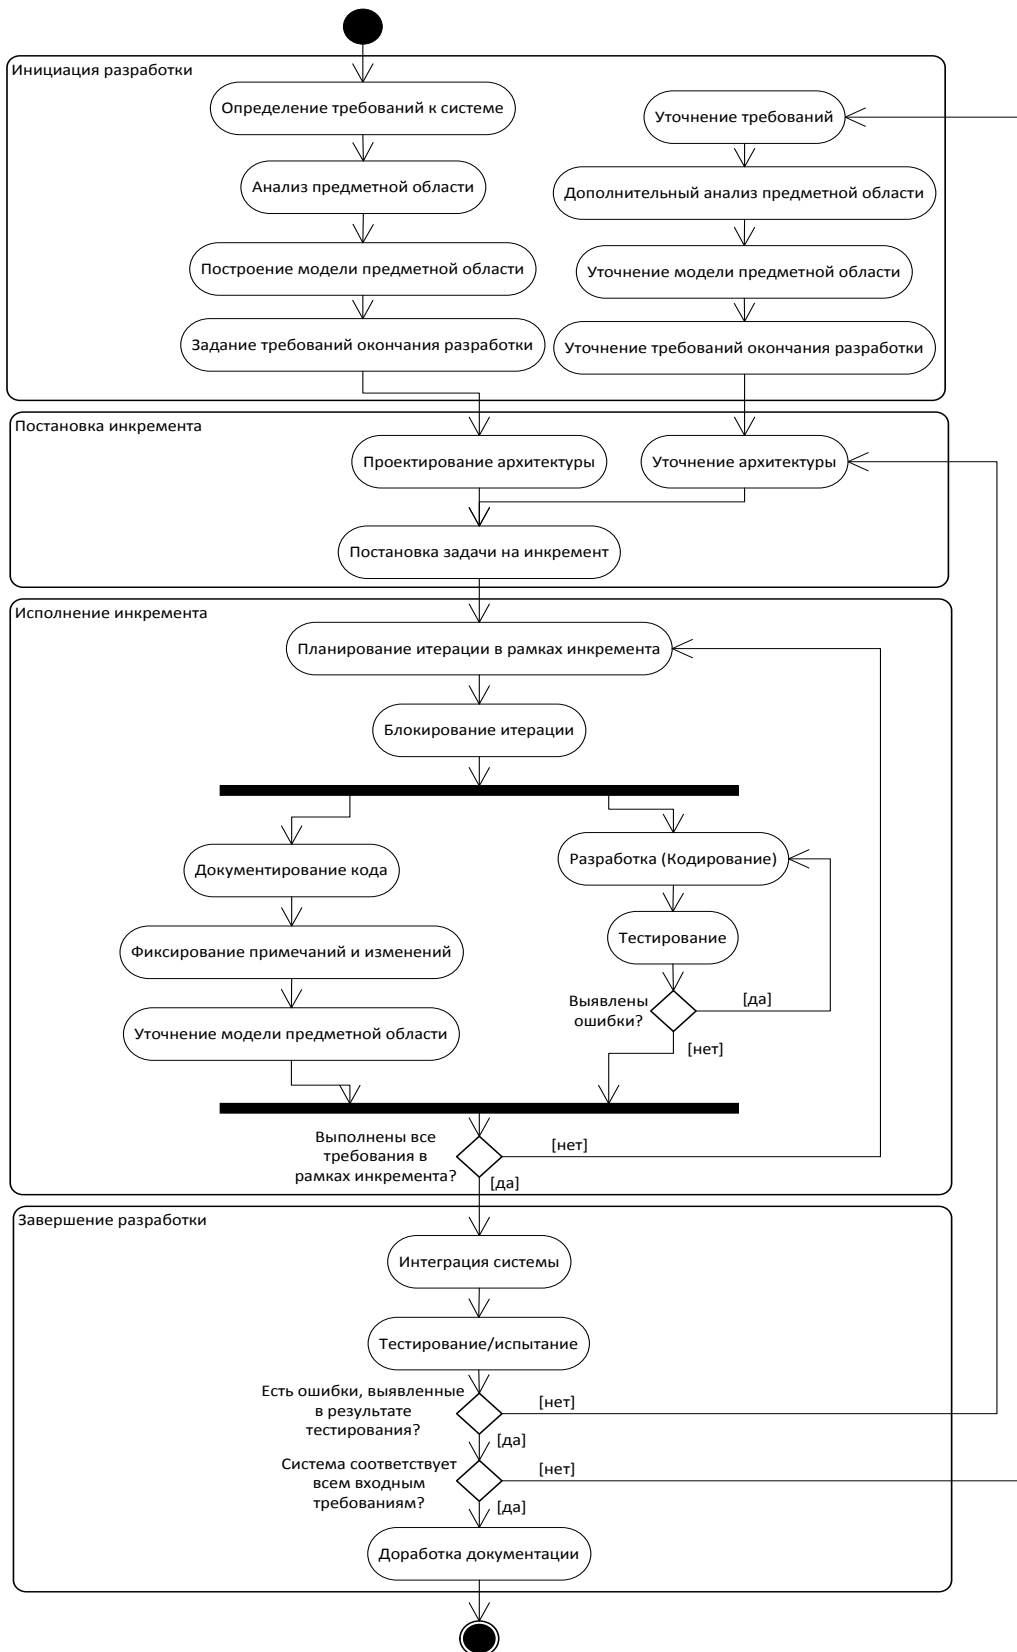 Инициация разработки
Определение требований к системе
Уточнение требований
Анализ предметной области
Дополнительный анализ предметной области
Построение модели предметной области
Уточнение модели предметной области
Задание требований окончания разработки
Уточнение требований окончания разработки
Постановка инкремента
Проектирование архитектуры
Уточнение архитектуры
Постановка задачи на инкремент
Исполнение инкремента
Планирование итерации в рамках инкремента
Блокирование итерации
Документирование кода
Разработка (Кодирование)
Фиксирование примечаний и изменений
Тестирование
Уточнение модели предметной области
Выявлены
ошибки?
[да]
[нет]
Выполнены все
требования в
рамках инкремента?
[нет]
[да]
Завершение разработки
Интеграция системы
Тестирование/испытание
Есть ошибки, выявленные
в результате
тестирования?
[нет]
[да]
Система соответствует
всем входным
требованиям?
[нет]
[да]
Доработка документации